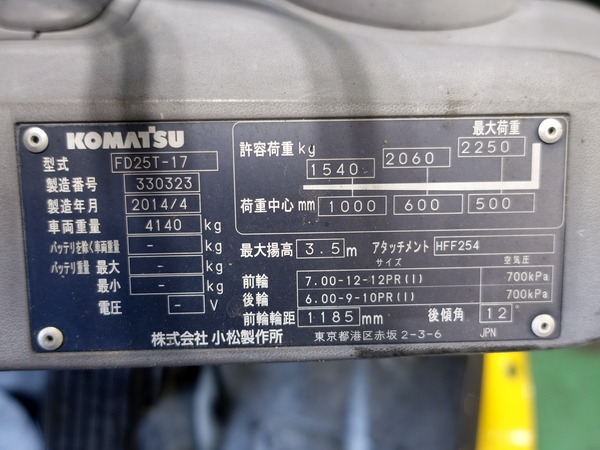 KOMATSU
型式 FD25T-17
製造番号 330323
製造年月 2014/4
車両重量 4140 kg
バッテリを除く車両重量 - kg
バッテリ重量 最大 - kg
最小 - kg
電圧 - V
最大荷重
許容荷重 kg 1540 2060 2250
荷重中心 mm 1000 600 500
最大揚高 3.5 m アタッチメント HFF254
サイズ 空気圧
前輪 7.00-12-12PR(I) 700kPa
後輪 6.00-9-10PR(I) 700kPa
前輪輪距 1185 mm 後傾角 12°
株式会社 小松製作所 東京都港区赤坂 2-3-6 JPN